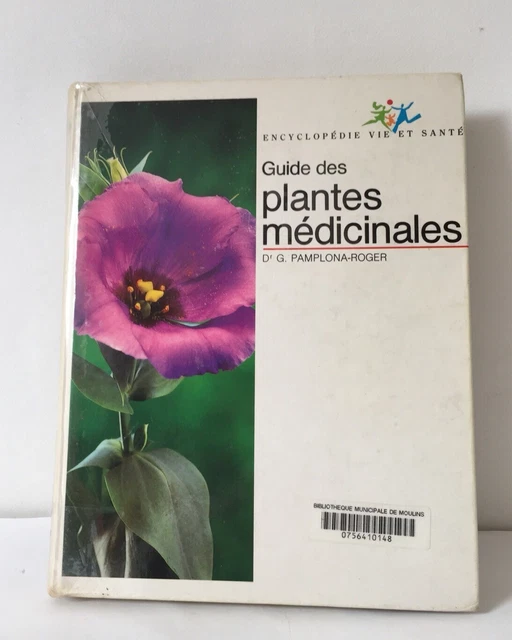 ENCYCLOPÉDIE VIE ET SANTÉ
Guide des
plantes
médicinales
Dr G. PAMPLONA-ROGER
BIBLIOTHEQUE MUNICIPALE DE MOULINS
0756410148